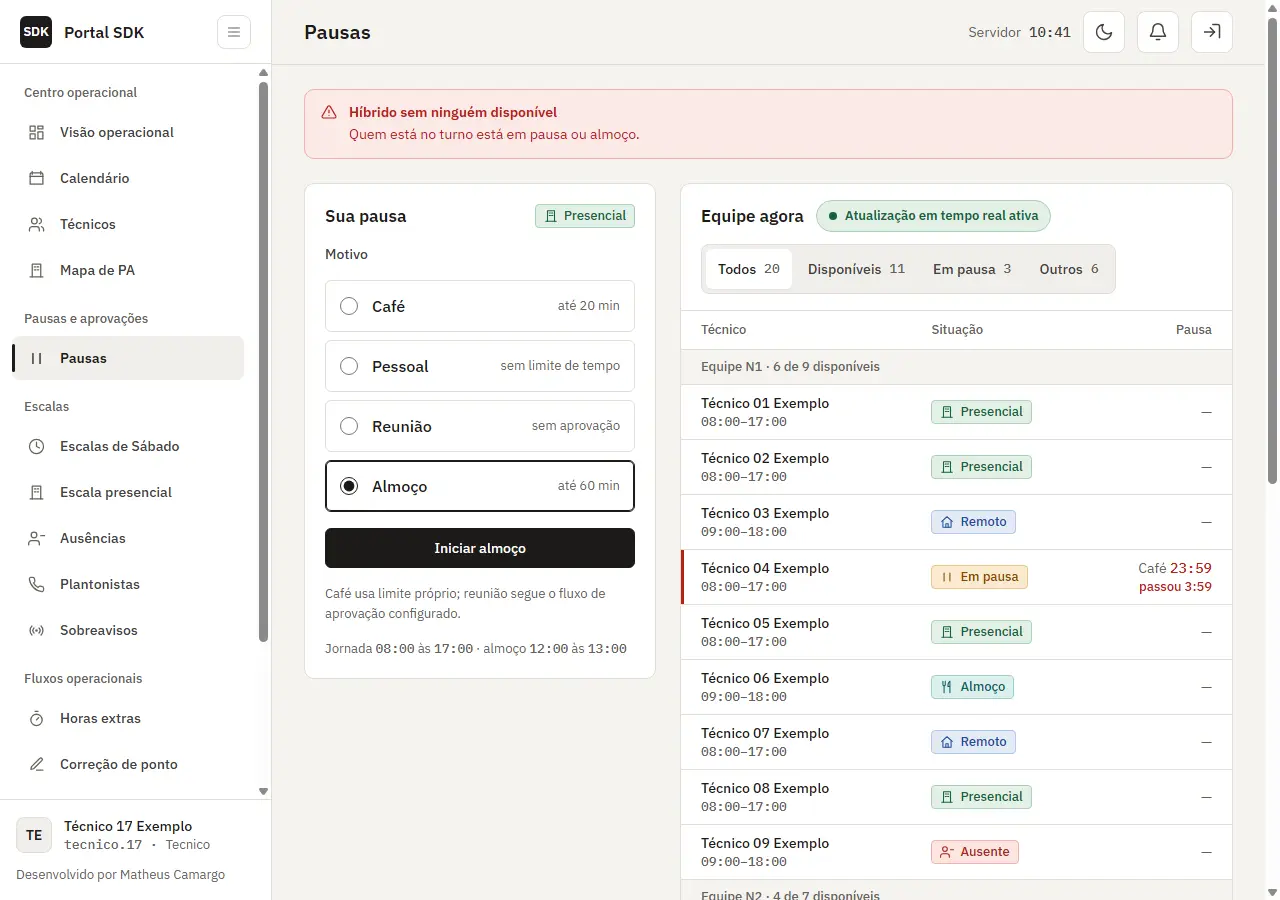 SDK Portal SDK
Centro operacional
Visão operacional
Calendário
Técnicos
Mapa de PA
Pausas e aprovações
Pausas
Escalas
Escalas de Sábado
Escala presencial
Ausências
Plantonistas
Sobreavisos
Fluxos operacionais
Horas extras
Correção de ponto
TE
Técnico 17 Exemplo
tecnico.17 · Tecnico
Desenvolvido por Matheus Camargo
Pausas
Servidor 10:41
Híbrido sem ninguém disponível
Quem está no turno está em pausa ou almoço.
Sua pausa
Presencial
Motivo
Café até 20 min
Pessoal sem limite de tempo
Reunião sem aprovação
Almoço até 60 min
Iniciar almoço
Café usa limite próprio; reunião segue o fluxo de
aprovação configurado.
Jornada 08:00 às 17:00 · almoço 12:00 às 13:00
Equipe agora
Atualização em tempo real ativa
Todos 20 Disponíveis 11 Em pausa 3 Outros 6
Técnico Situação Pausa
Equipe N1 · 6 de 9 disponíveis
Técnico 01 Exemplo
08:00–17:00
Presencial
—
Técnico 02 Exemplo
08:00–17:00
Presencial
—
Técnico 03 Exemplo
09:00–18:00
Remoto
—
Técnico 04 Exemplo
08:00–17:00
Em pausa
Café 23:59
passou 3:59
Técnico 05 Exemplo
08:00–17:00
Presencial
—
Técnico 06 Exemplo
09:00–18:00
Almoço
—
Técnico 07 Exemplo
08:00–17:00
Remoto
—
Técnico 08 Exemplo
08:00–17:00
Presencial
—
Técnico 09 Exemplo
09:00–18:00
Ausente
—
Equipe N2 · 4 de 7 disponíveis